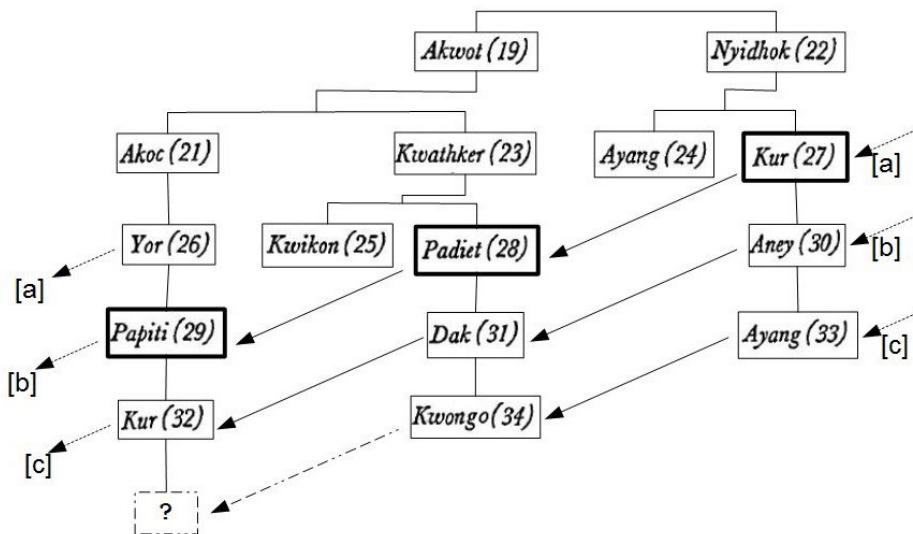 Akwot (19)
Nyidhok (22)
Akoc (21)
Kwathker (23)
Ayang (24)
Kur (27)
[a]
Yor (26)
Kwikon (25)
Padiet (28)
Aney (30)
[b]
[a]
Papiti (29)
Dak (31)
Ayang (33)
[c]
[b]
Kur (32)
Kwongo (34)
[c]
?